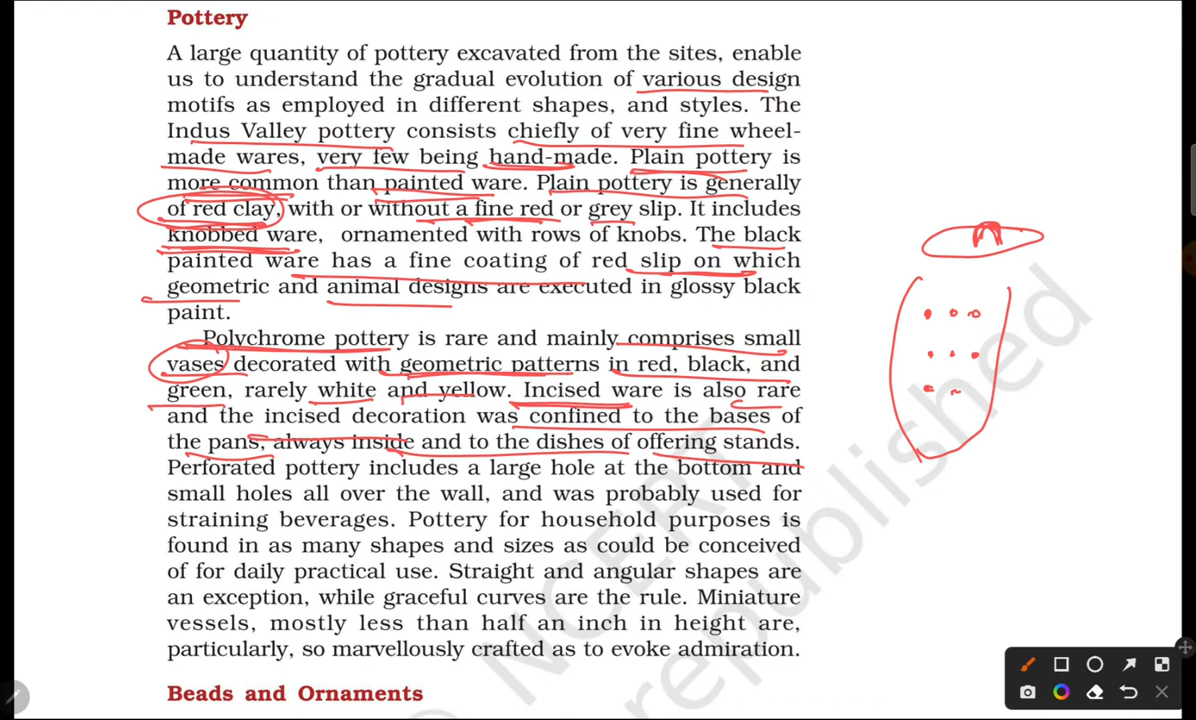 Pottery
A large quantity of pottery excavated from the sites, enable
us to understand the gradual evolution of various design
motifs as employed in different shapes, and styles. The
Indus Valley pottery consists chiefly of very fine wheel-
made wares, very few being hand-made. Plain pottery is
more common than painted ware. Plain pottery is generally
of red clay, with or without a fine red or grey slip. It includes
knobbed ware, ornamented with rows of knobs. The black
painted ware has a fine coating of red slip on which
geometric and animal designs are executed in glossy black
paint.
Polychrome pottery is rare and mainly comprises small
vases decorated with geometric patterns in red, black, and
green, rarely white and yellow. Incised ware is also rare
and the incised decoration was confined to the bases of
the pans, always inside and to the dishes of offering stands.
Perforated pottery includes a large hole at the bottom and
small holes all over the wall, and was probably used for
straining beverages. Pottery for household purposes is
found in as many shapes and sizes as could be conceived
of for daily practical use. Straight and angular shapes are
an exception, while graceful curves are the rule. Miniature
vessels, mostly less than half an inch in height are,
particularly, so marvellously crafted as to evoke admiration.
Beads and Ornaments
NCERT
republished